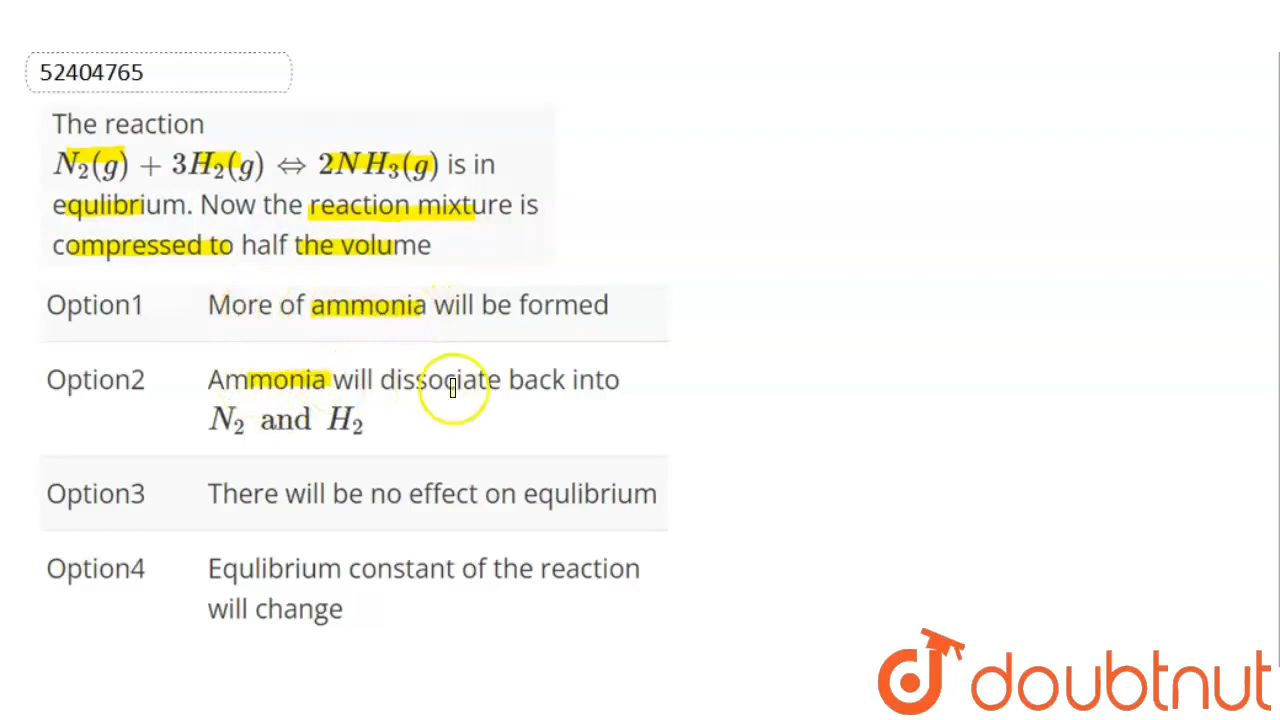 52404765
The reaction
N₂(g) + 3H₂(g) ⇔ 2NH₃(g) is in
equlibrium. Now the reaction mixture is
compressed to half the volume
Option1 More of ammonia will be formed
Option2 Ammonia will dissociate back into
N₂ and H₂
Option3 There will be no effect on equlibrium
Option4 Equlibrium constant of the reaction
will change
doubtnut